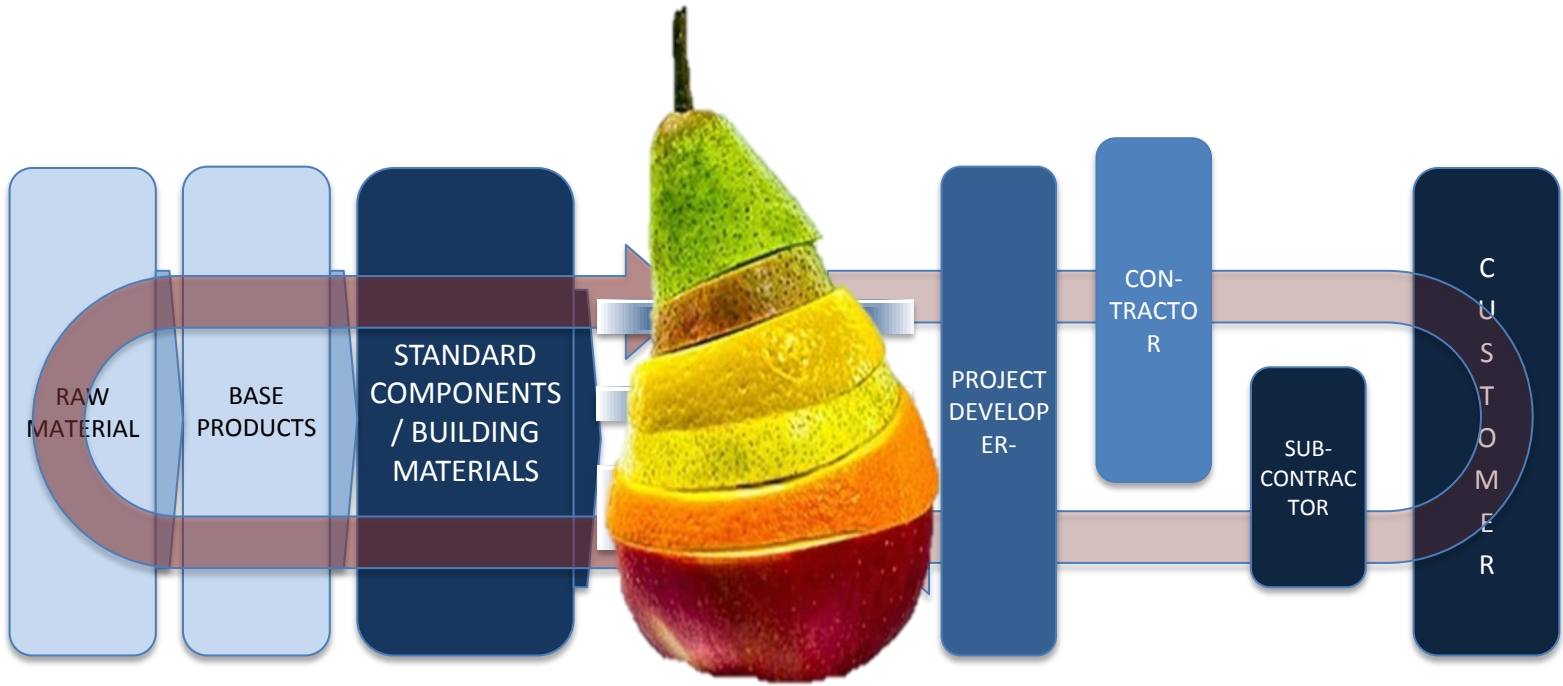 RAW
MATERIAL
BASE
PRODUCTS
STANDARD
COMPONENTS
/ BUILDING
MATERIALS
PROJECT
DEVELOP
ER-
CON-
TRACTO
R
SUB-
CONTRAC
TOR
C
U
S
T
O
M
E
R